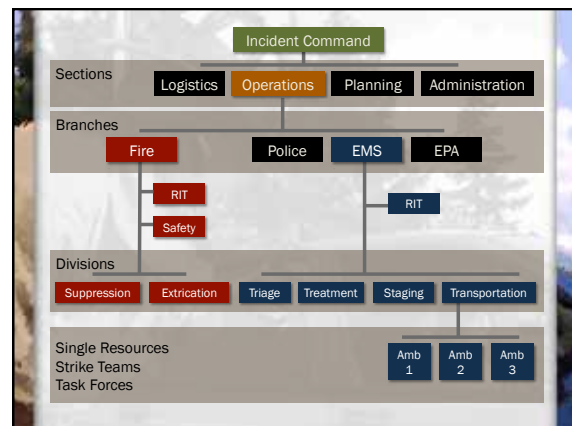 Incident Command
Sections
Logistics Operations Planning Administration
Branches
Fire Police EMS EPA
RIT RIT
Safety
Divisions
Suppression Extrication Triage Treatment Staging Transportation
Single Resources
Strike Teams
Task Forces
Amb
1
Amb
2
Amb
3